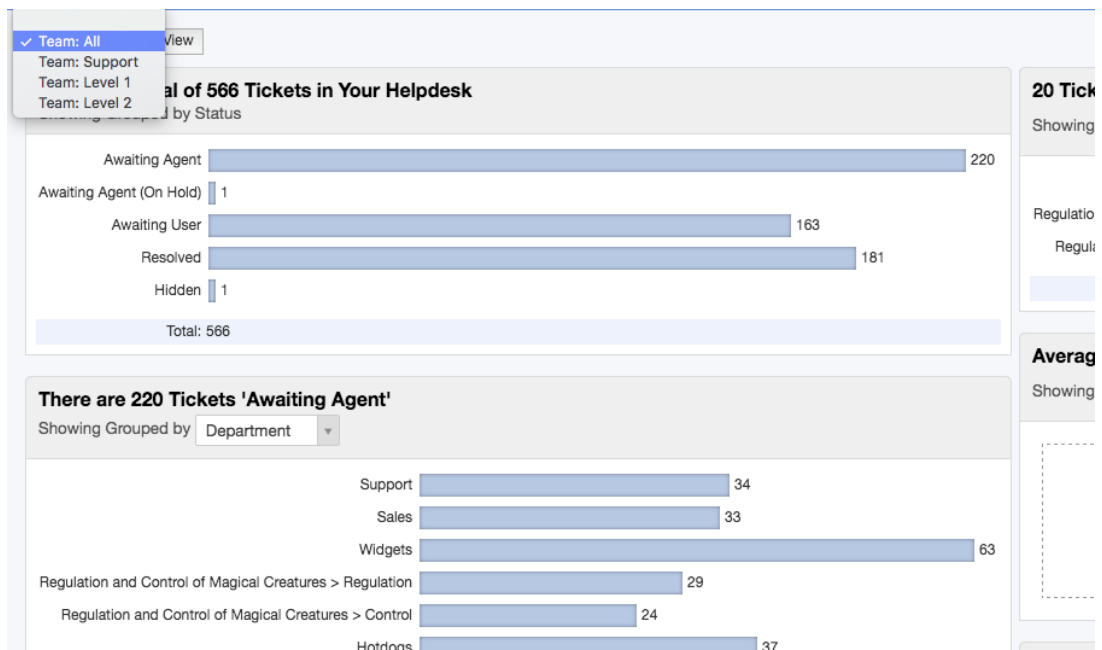 ✓ Team: All
Team: Support
Team: Level 1
Team: Level 2
View
al of 566 Tickets in Your Helpdesk
Showing Grouped by Status
Awaiting Agent 220
Awaiting Agent (On Hold) 1
Awaiting User 163
Resolved 181
Hidden 1
Total: 566
There are 220 Tickets 'Awaiting Agent'
Showing Grouped by Department
Support 34
Sales 33
Widgets 63
Regulation and Control of Magical Creatures > Regulation 29
Regulation and Control of Magical Creatures > Control 24
Hotdogs 37
20 Tick
Showing
Regulatio
Regula
Averag
Showing